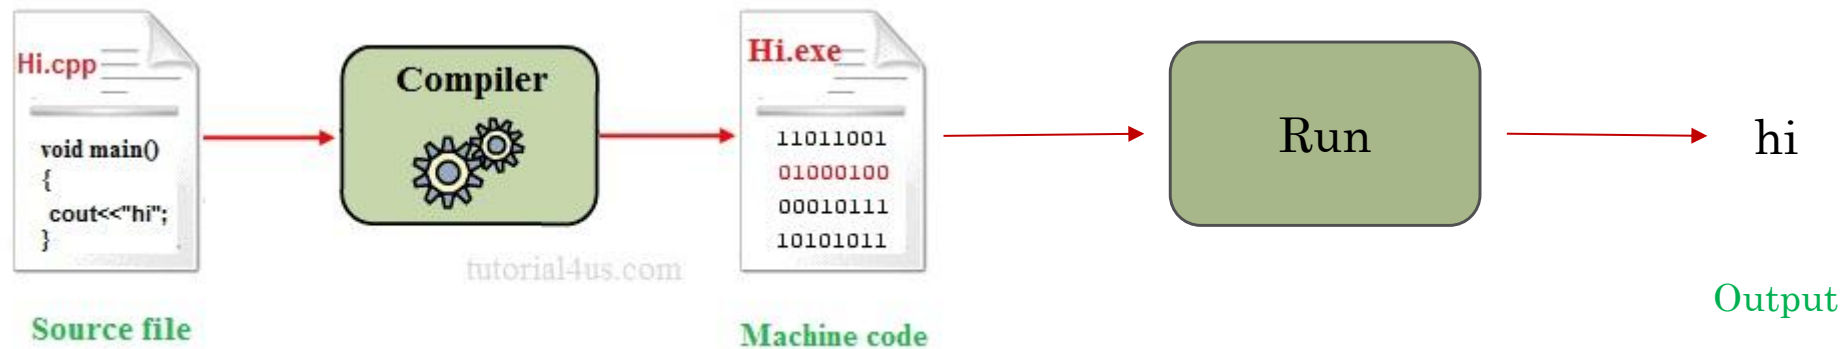 Hi.cpp
void main()
{
cout<<"hi";
}
Source file
Compiler
tutorial4us.com
Hi.exe
11011001
01000100
00010111
10101011
Machine code
Run
hi
Output